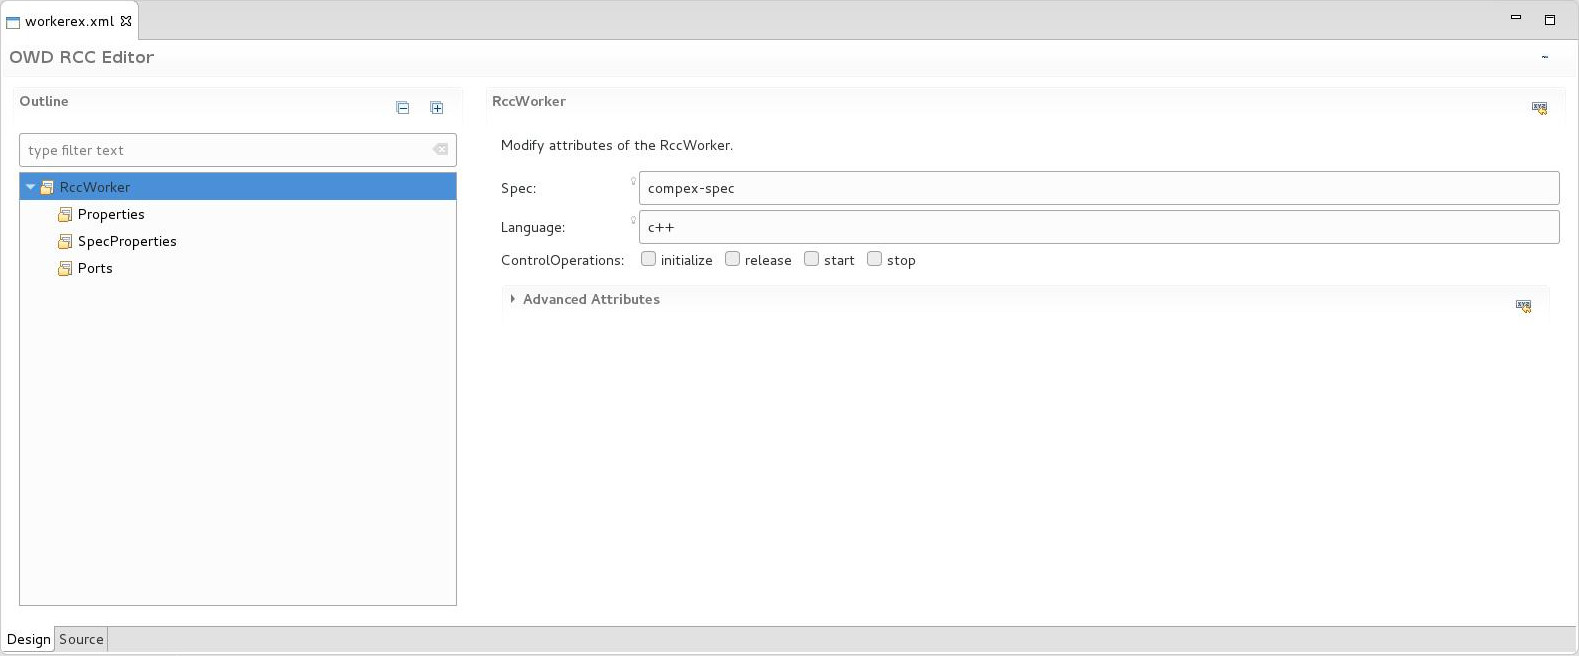 workerex.xml
OWD RCC Editor
Outline
type filter text
RccWorker
Properties
SpecProperties
Ports
RccWorker
Modify attributes of the RccWorker.
Spec: compex-spec
Language: c++
ControlOperations: initialize release start stop
Advanced Attributes
Design Source